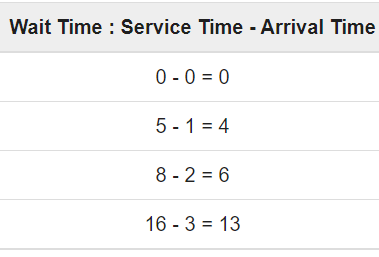 Wait Time : Service Time - Arrival Time
0 - 0 = 0
5 - 1 = 4
8 - 2 = 6
16 - 3 = 13